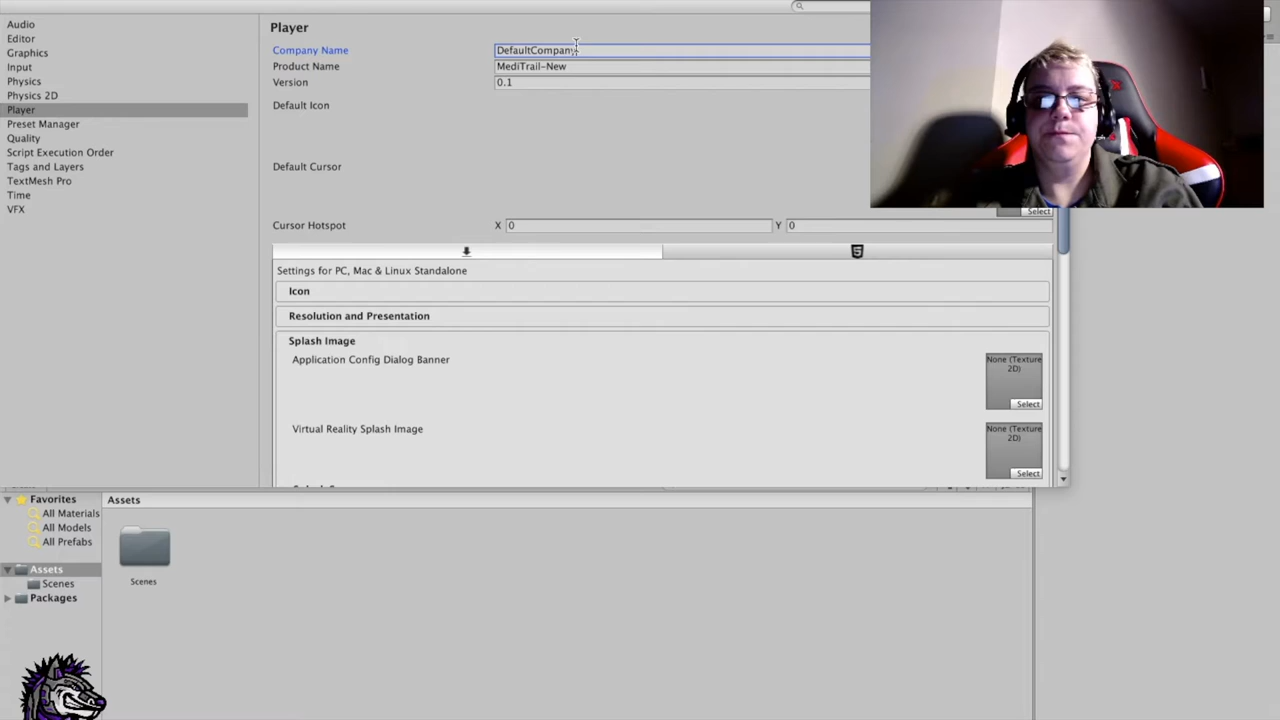 Audio
Editor
Graphics
Input
Physics
Physics 2D
Player
Preset Manager
Quality
Script Execution Order
Tags and Layers
TextMesh Pro
Time
VFX
Player
Company Name DefaultCompany
Product Name MediTrail-New
Version 0.1
Default Icon
Default Cursor
Select
Cursor Hotspot X 0 Y 0
Settings for PC, Mac & Linux Standalone
Icon
Resolution and Presentation
Splash Image
Application Config Dialog Banner
None (Texture
2D)
Select
Virtual Reality Splash Image
None (Texture
2D)
Select
Favorites
All Materials
All Models
All Prefabs
Assets
Scenes
Packages
Assets
Scenes